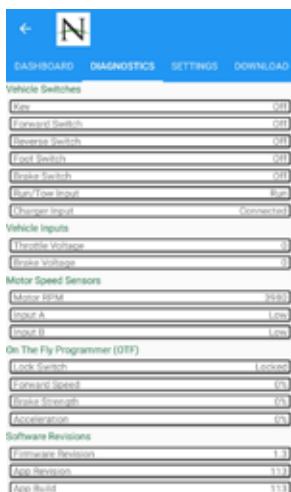 N
DASHBOARD DIAGNOSTICS SETTINGS DOWNLOAD
Vehicle Switches
Key Off
Forward Switch Off
Reverse Switch Off
Foot Switch Off
Brake Switch Off
Run/Tow Input Run
Charger Input Connected
Vehicle Inputs
Throttle Voltage 0
Brake Voltage 0
Motor Speed Sensors
Motor RPM 3980
Input A Low
Input B Low
On The Fly Programmer (OTF)
Lock Switch Locked
Forward Speed 0%
Brake Strength 0%
Acceleration 0%
Software Revisions
Firmware Revision 1.3
App Revision 113
App Build 113